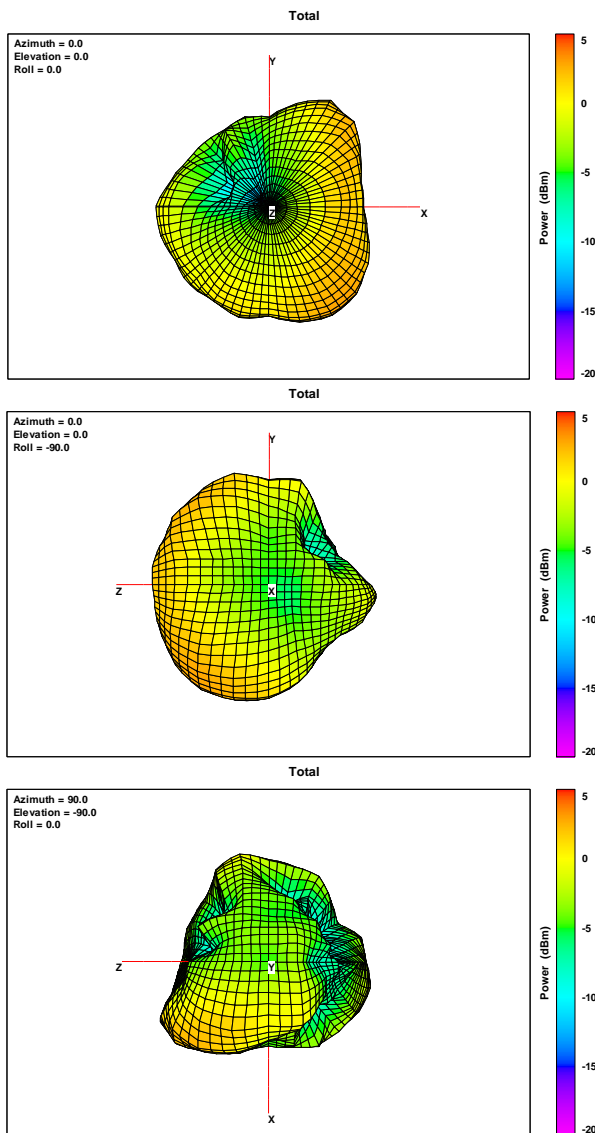 Total
Azimuth = 0.0
Elevation = 0.0
Roll = 0.0
Y
X
Z
5
0
-5
-10
-15
-20
Power (dBm)
Total
Azimuth = 0.0
Elevation = 0.0
Roll = -90.0
Y
Z
X
5
0
-5
-10
-15
-20
Power (dBm)
Total
Azimuth = 90.0
Elevation = -90.0
Roll = 0.0
Z
Y
X
5
0
-5
-10
-15
-20
Power (dBm)